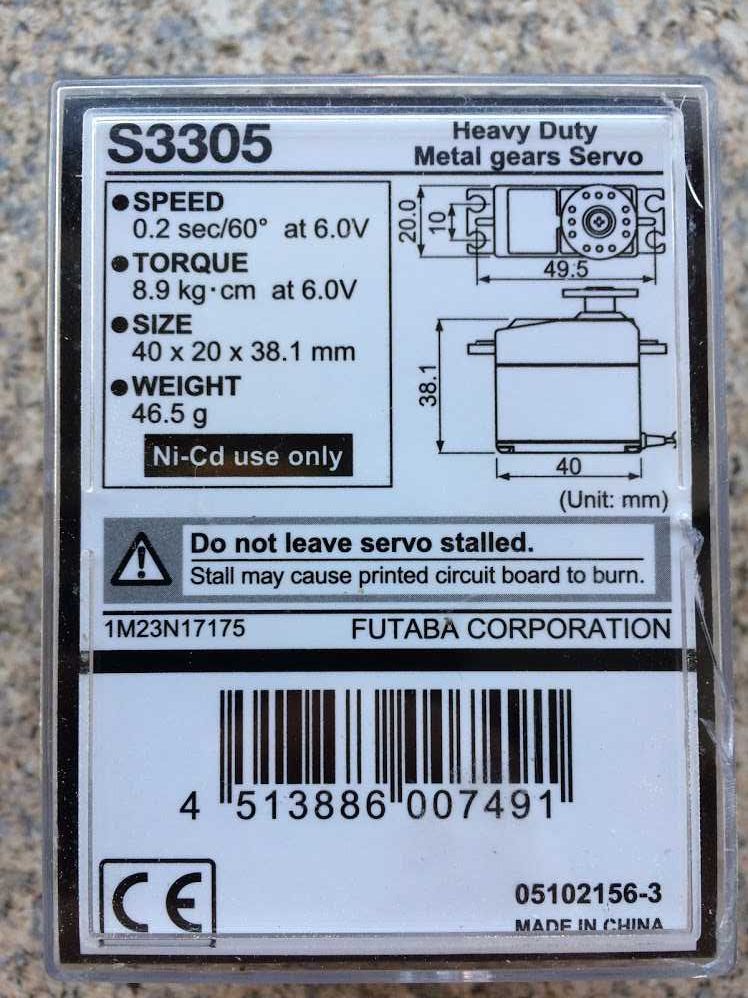 S3305
Heavy Duty
Metal gears Servo
●SPEED
0.2 sec/60° at 6.0V
●TORQUE
8.9 kg·cm at 6.0V
●SIZE
40 x 20 x 38.1 mm
●WEIGHT
46.5 g
Ni-Cd use only
20.0
10
49.5
38.1
40
(Unit: mm)
Do not leave servo stalled.
Stall may cause printed circuit board to burn.
1M23N17175
FUTABA CORPORATION
4 513886 007491
CE
05102156-3
MADE IN CHINA